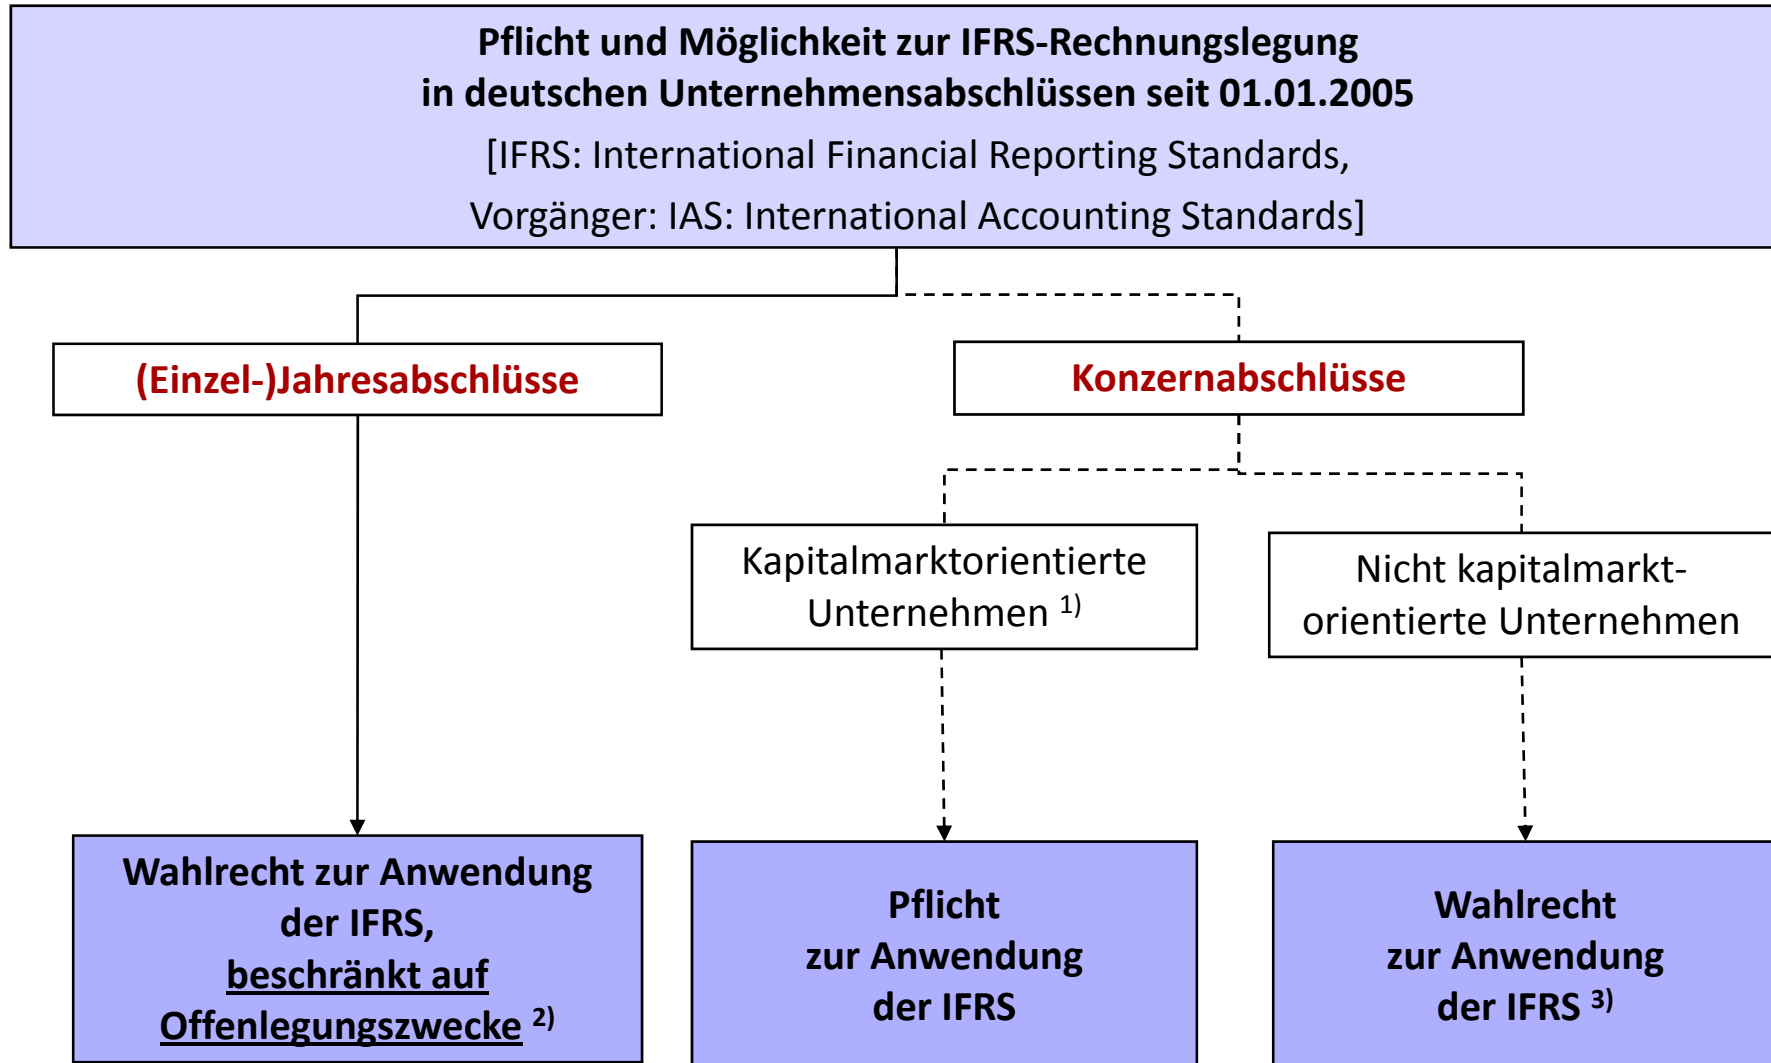 Pflicht und Möglichkeit zur IFRS-Rechnungslegung
in deutschen Unternehmensabschlüssen seit 01.01.2005
[IFRS: International Financial Reporting Standards,
Vorgänger: IAS: International Accounting Standards]
(Einzel-)Jahresabschlüsse
Konzernabschlüsse
Kapitalmarktorientierte
Unternehmen 1)
Nicht kapitalmarkt-
orientierte Unternehmen
Wahlrecht zur Anwendung
der IFRS,
beschränkt auf
Offenlegungszwecke 2)
Pflicht
zur Anwendung
der IFRS
Wahlrecht
zur Anwendung
der IFRS 3)